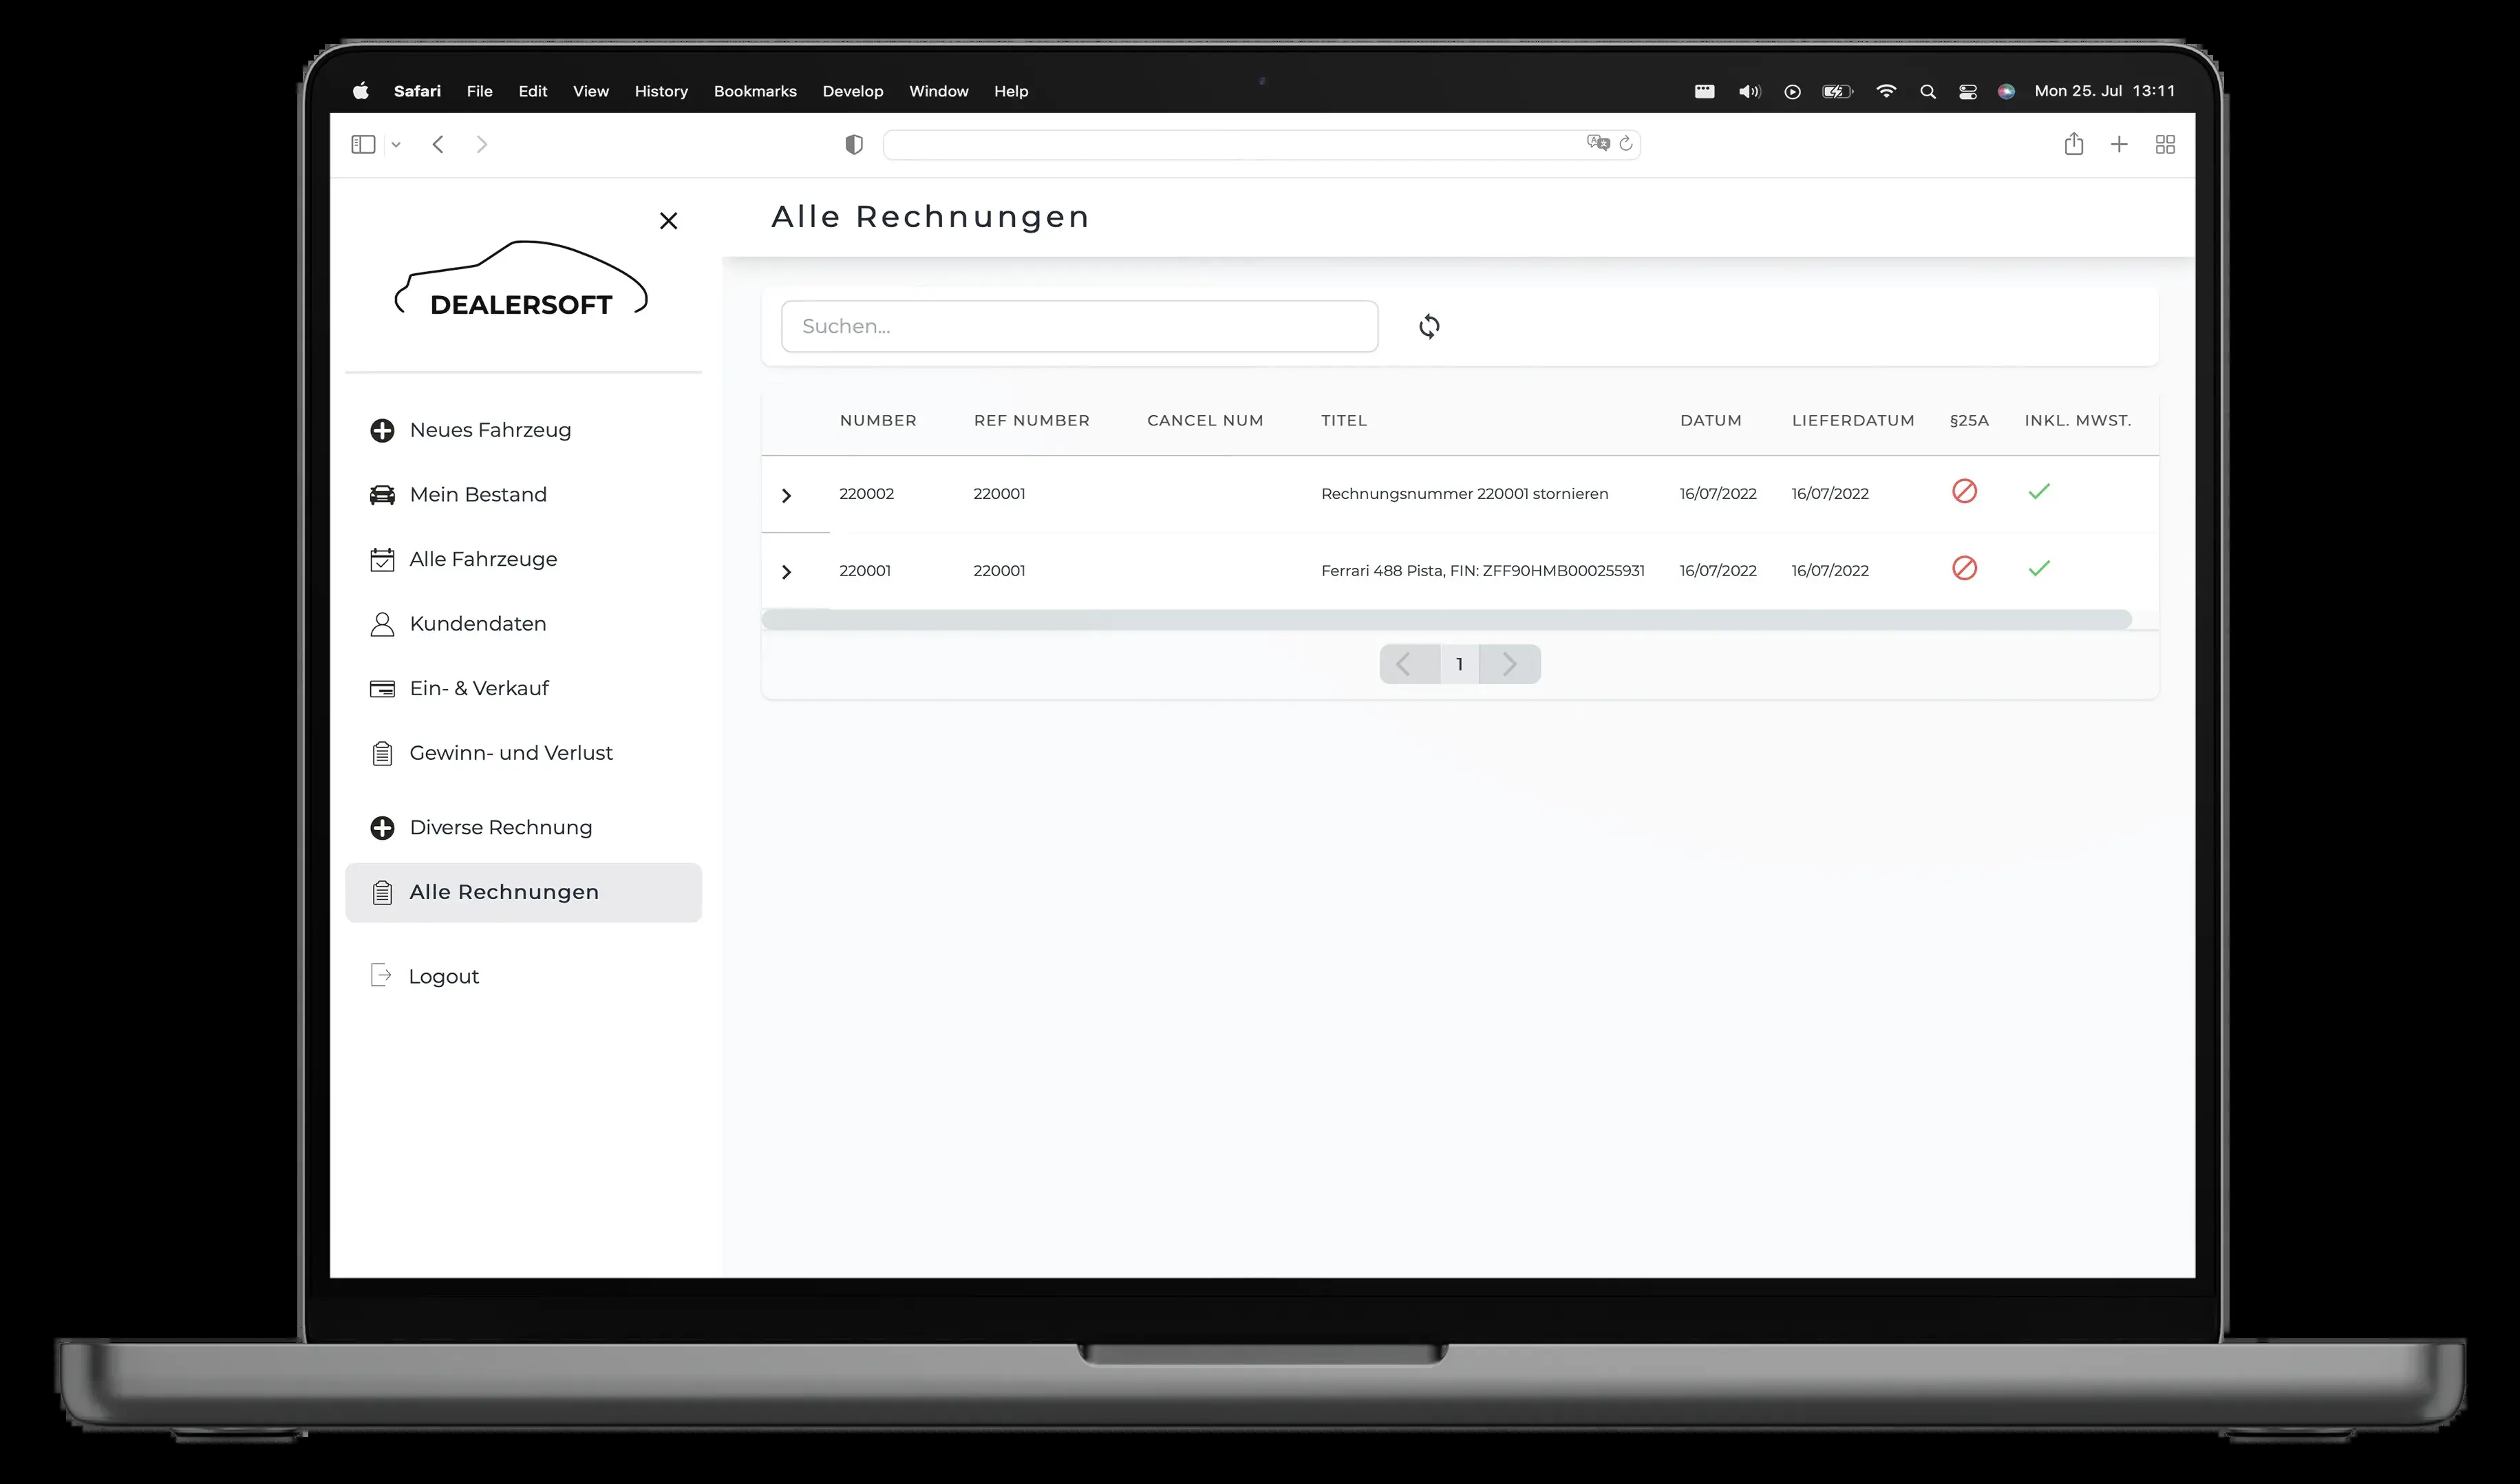 Safari File Edit View History Bookmarks Develop Window Help Mon 25. Jul 13:11
Alle Rechnungen
DEALERSOFT
Neues Fahrzeug
Mein Bestand
Alle Fahrzeuge
Kundendaten
Ein- & Verkauf
Gewinn- und Verlust
Diverse Rechnung
Alle Rechnungen
Logout
Suchen...
NUMBER REF NUMBER CANCEL NUM TITEL DATUM LIEFERDATUM §25A INKL. MWST.
220002 220001 Rechnungsnummer 220001 stornieren 16/07/2022 16/07/2022
220001 220001 Ferrari 488 Pista, FIN: ZFF90HMB000255931 16/07/2022 16/07/2022
1